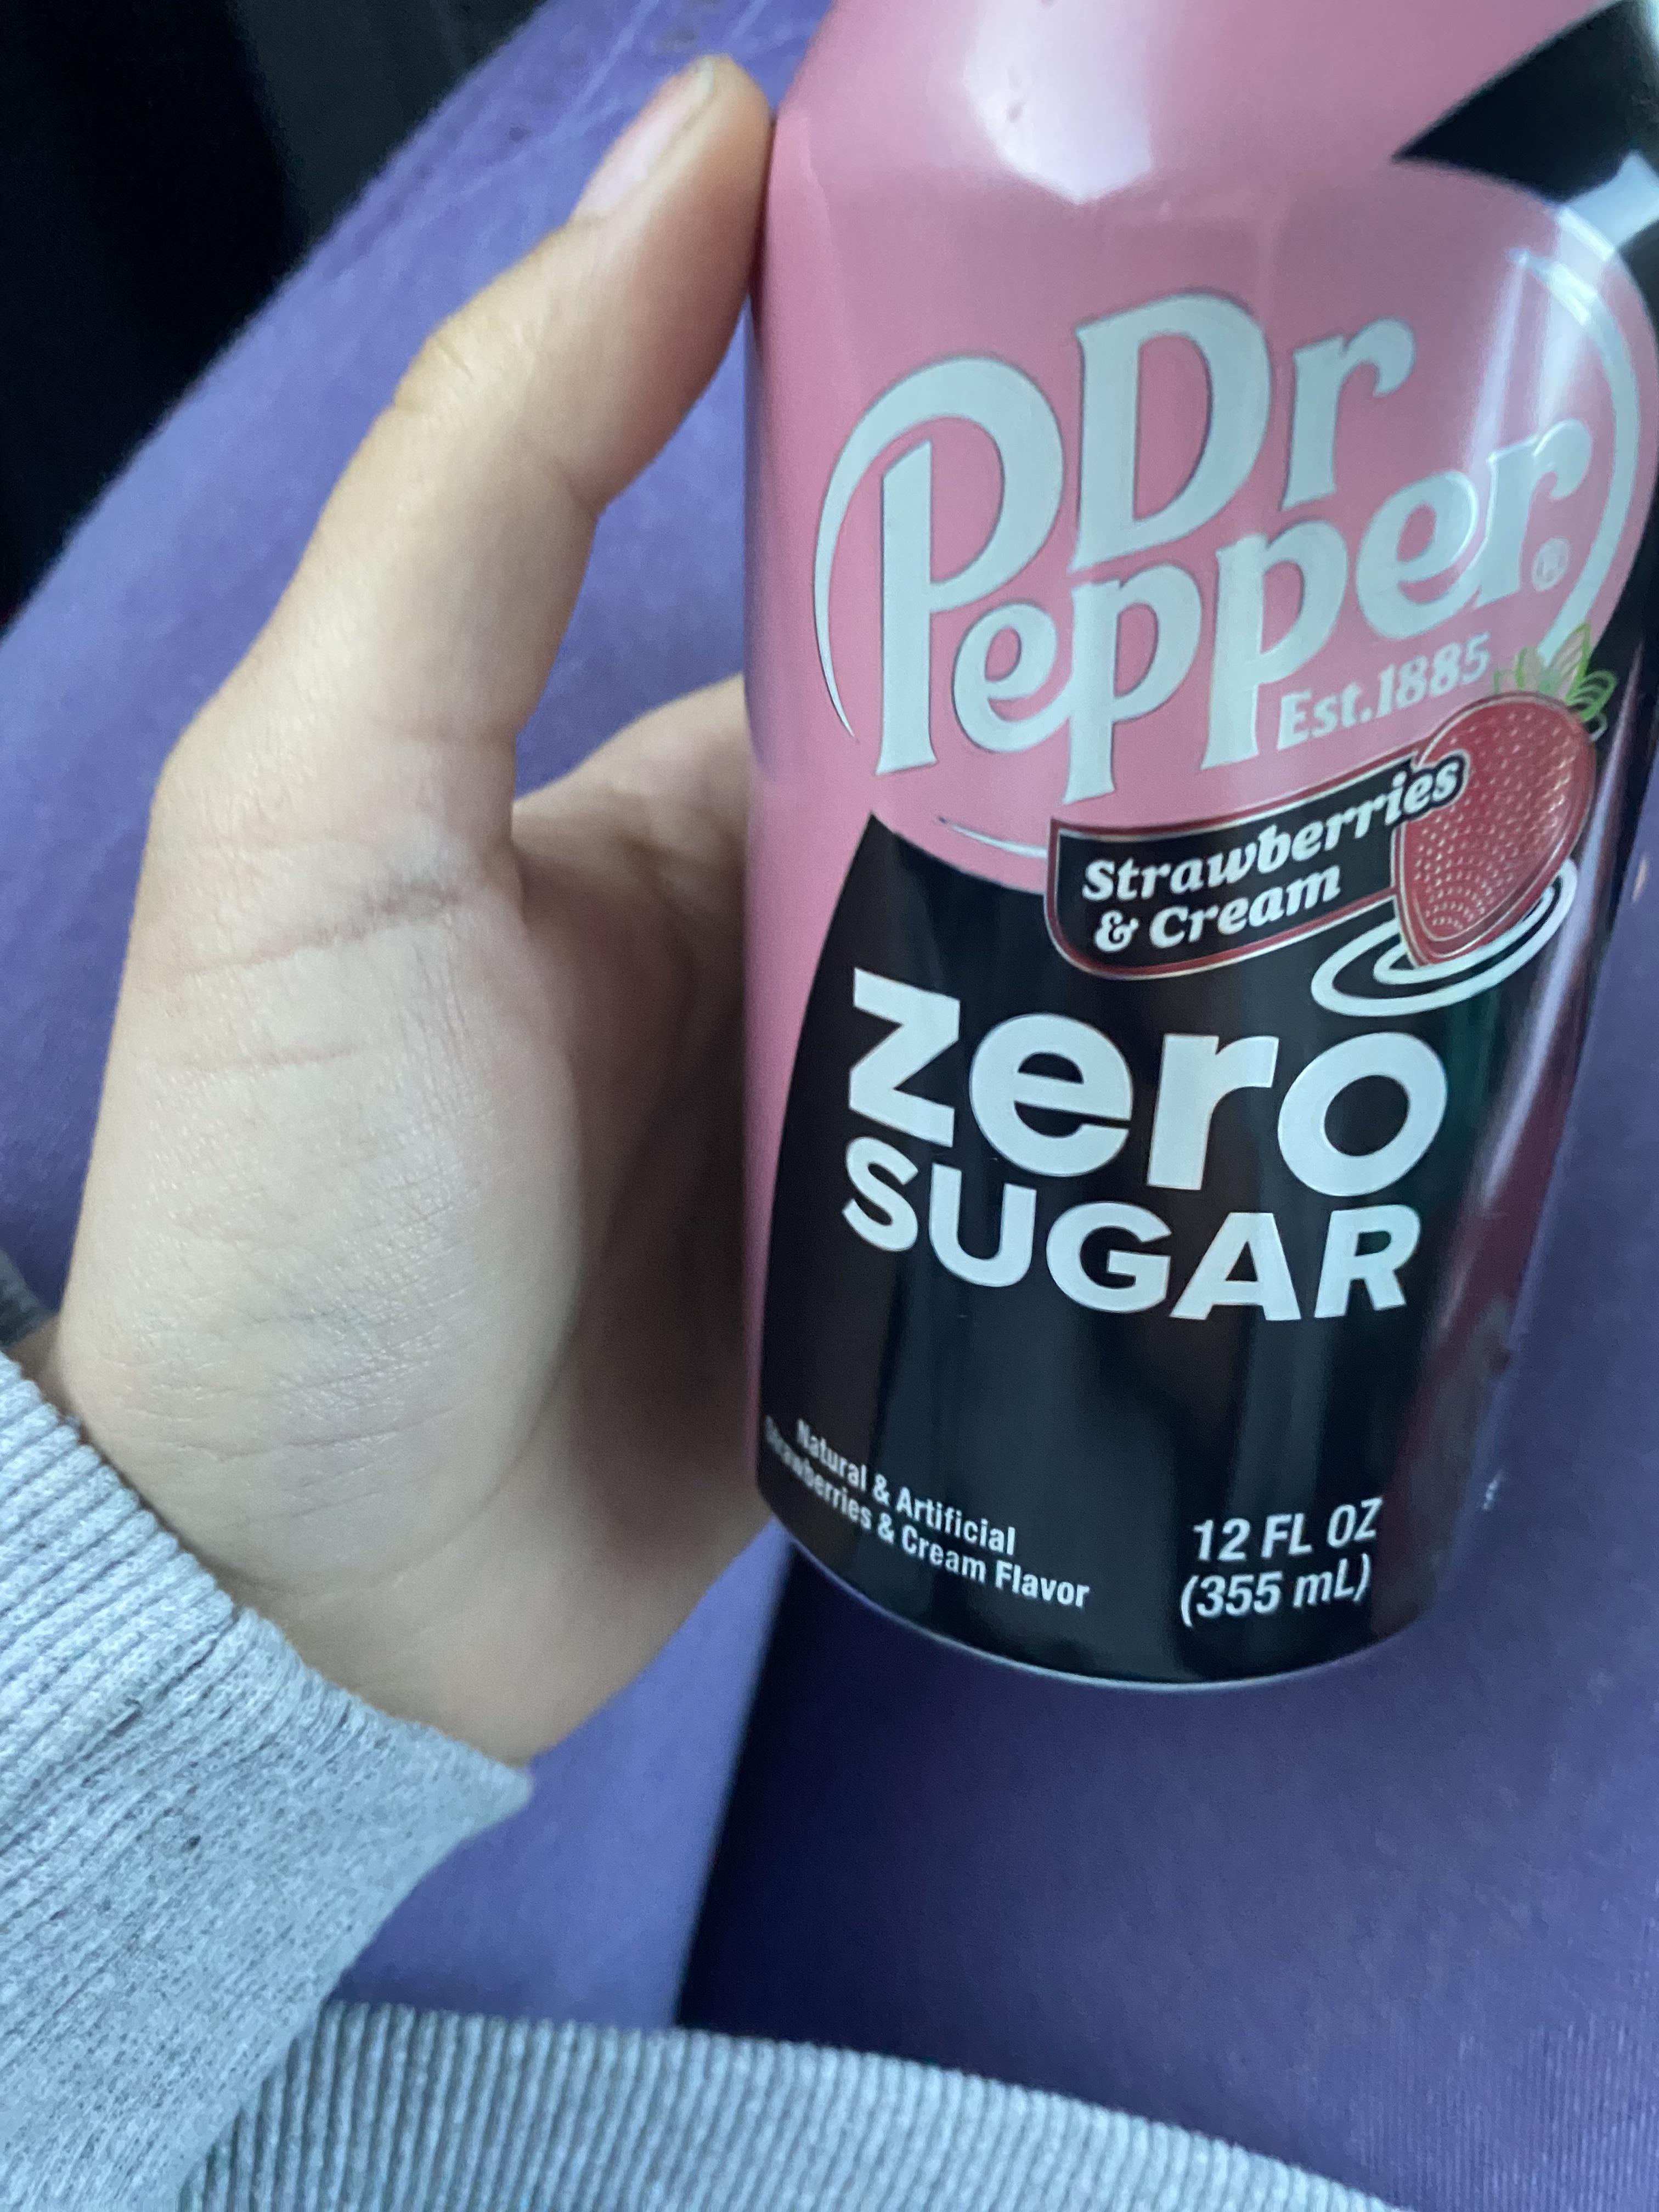 Dr
Pepper®
Est.1885
Strawberries
& Cream
zero
SUGAR
Natural & Artificial
Strawberries & Cream Flavor
12 FL OZ
(355 mL)